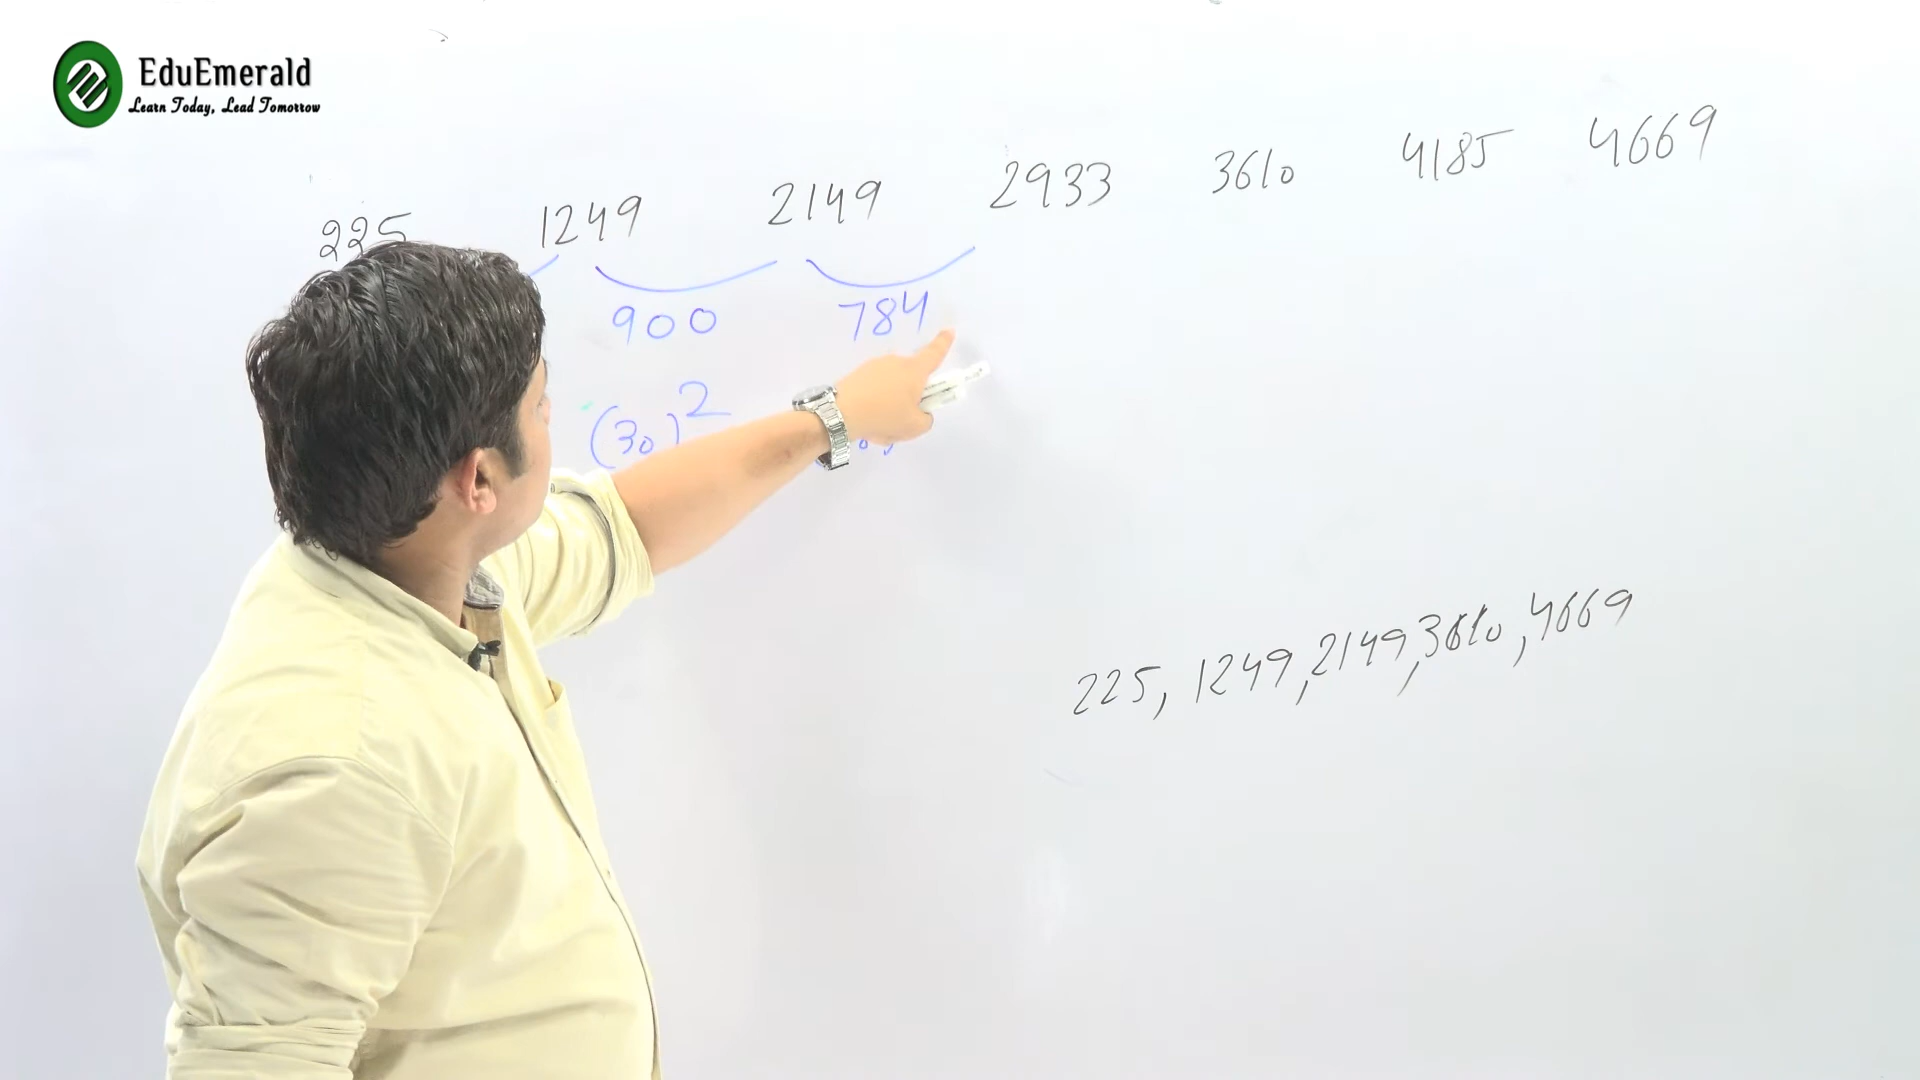 EduEmerald
Learn Today, Lead Tomorrow
225 1249 2149 2933 3610 4185 4669
900 784
(30)2
225, 1249, 2149, 3610, 4669